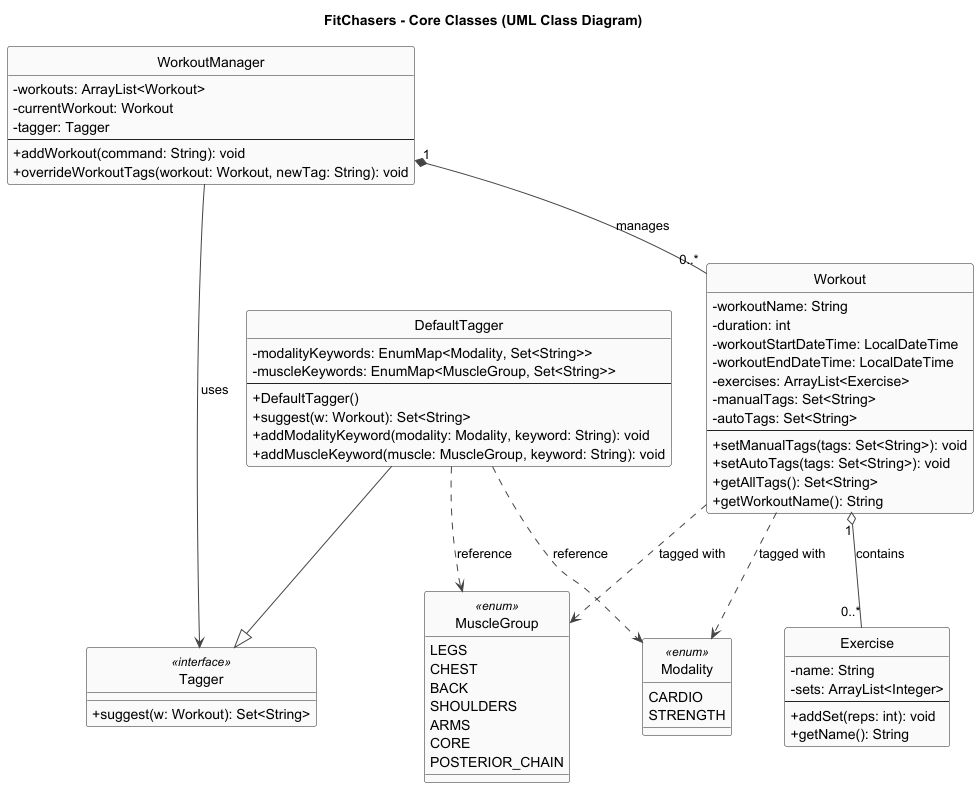 FitChasers - Core Classes (UML Class Diagram)
WorkoutManager
-workouts: ArrayList<Workout>
-currentWorkout: Workout
-tagger: Tagger
+addWorkout(command: String): void
+overrideWorkoutTags(workout: Workout, newTag: String): void
1
manages
0..*
uses
Workout
-workoutName: String
-duration: int
-workoutStartDateTime: LocalDateTime
-workoutEndDateTime: LocalDateTime
-exercises: ArrayList<Exercise>
-manualTags: Set<String>
-autoTags: Set<String>
+setManualTags(tags: Set<String>): void
+setAutoTags(tags: Set<String>): void
+getAllTags(): Set<String>
+getWorkoutName(): String
DefaultTagger
-modalityKeywords: EnumMap<Modality, Set<String>>
-muscleKeywords: EnumMap<MuscleGroup, Set<String>>
+DefaultTagger()
+suggest(w: Workout): Set<String>
+addModalityKeyword(modality: Modality, keyword: String): void
+addMuscleKeyword(muscle: MuscleGroup, keyword: String): void
reference
reference
tagged with
tagged with
1
contains
0..*
«interface»
Tagger
+suggest(w: Workout): Set<String>
«enum»
MuscleGroup
LEGS
CHEST
BACK
SHOULDERS
ARMS
CORE
POSTERIOR_CHAIN
«enum»
Modality
CARDIO
STRENGTH
Exercise
-name: String
-sets: ArrayList<Integer>
+addSet(reps: int): void
+getName(): String